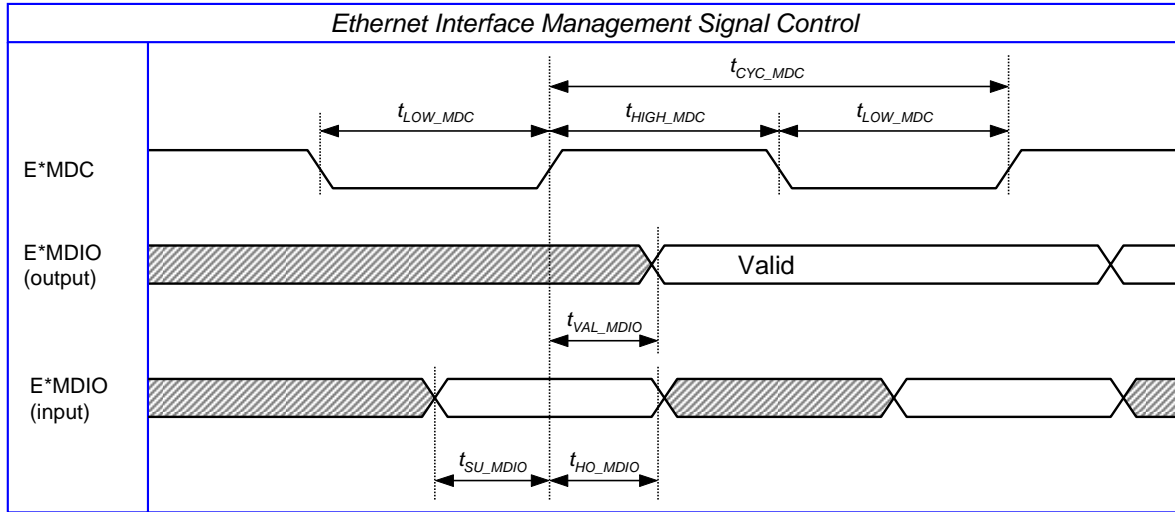 Ethernet Interface Management Signal Control
tCYC_MDC
tLOW_MDC tHIGH_MDC tLOW_MDC
E*MDC
E*MDIO
(output)
Valid
tVAL_MDIO
E*MDIO
(input)
tSU_MDIO tHO_MDIO